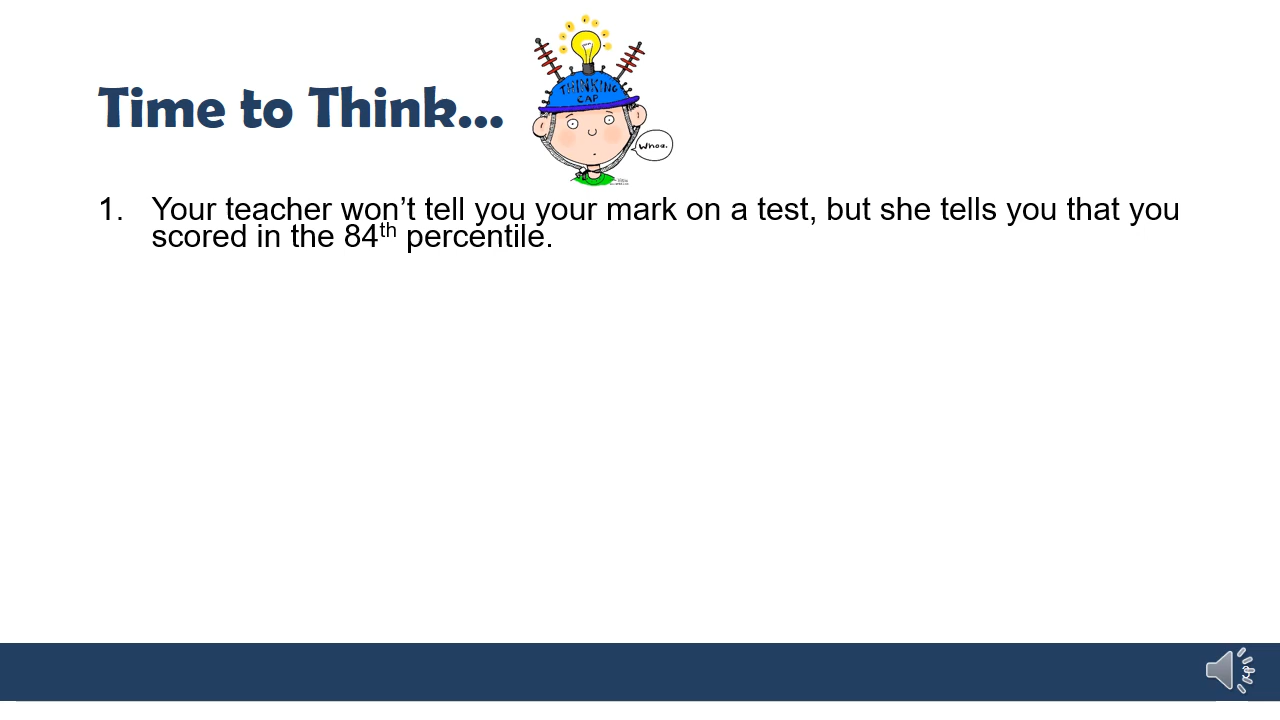 Time to Think...
THINKING
CAP
Whoa.
1. Your teacher won’t tell you your mark on a test, but she tells you that you
scored in the 84th percentile.